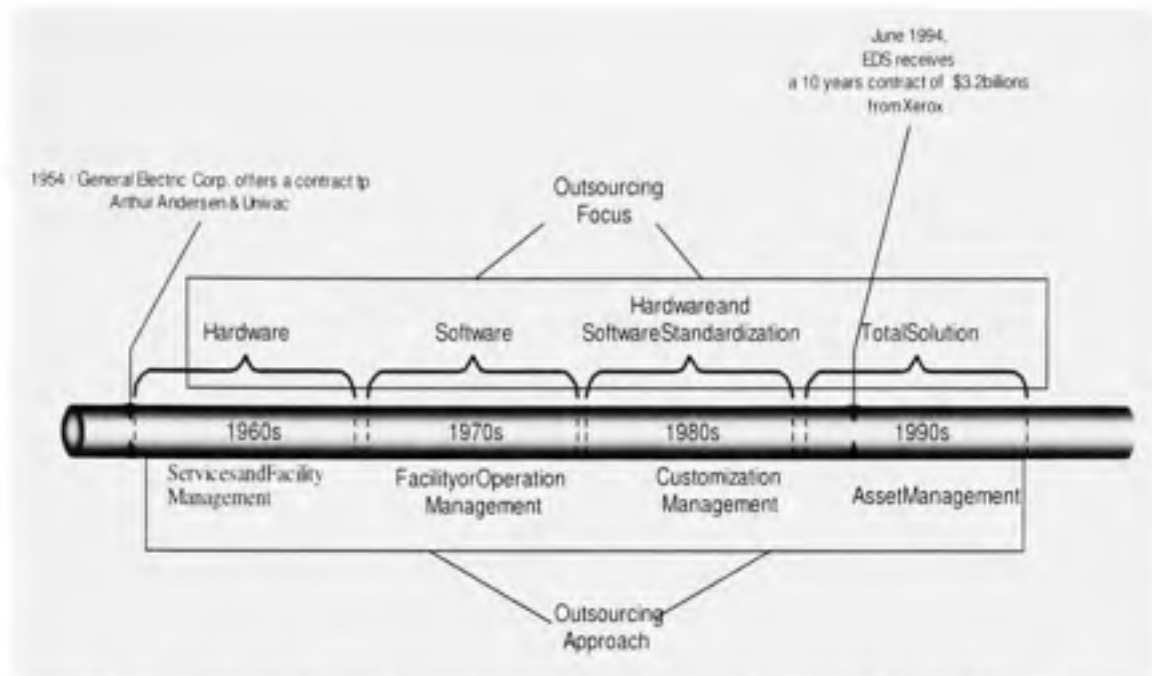 June 1994,
EDS receives
a 10 years contract of $3.2billions
from Xerox
1954 : General Electric Corp. offers a contract tp
Arthur Andersen & Univac
Outsourcing
Focus
Hardware
Software
Hardwareand
SoftwareStandardization
TotalSolution
1960s
1970s
1980s
1990s
ServicesandFacility
Management
FacilityorOperation
Management
Customization
Management
AssetManagement
Outsourcing
Approach